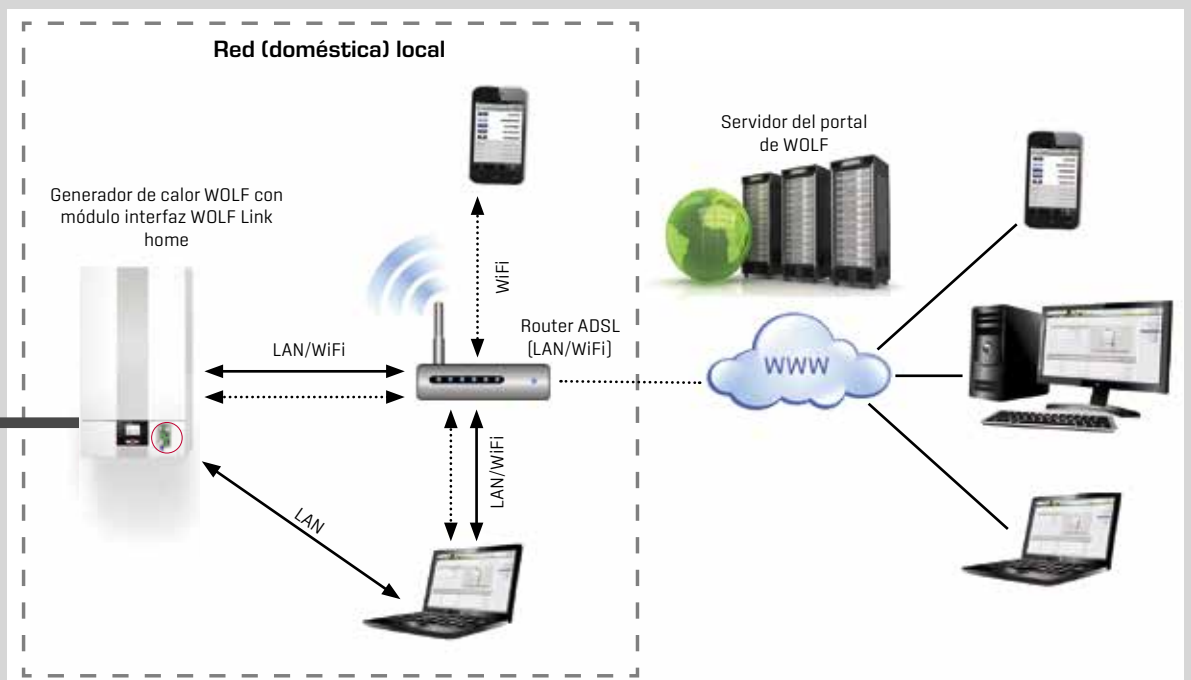 Red (doméstica) local
Servidor del portal
de WOLF
Generador de calor WOLF con
módulo interfaz WOLF Link
home
WiFi
Router ADSL
(LAN/WiFi)
LAN/WiFi
WWW
LAN/WiFi
LAN